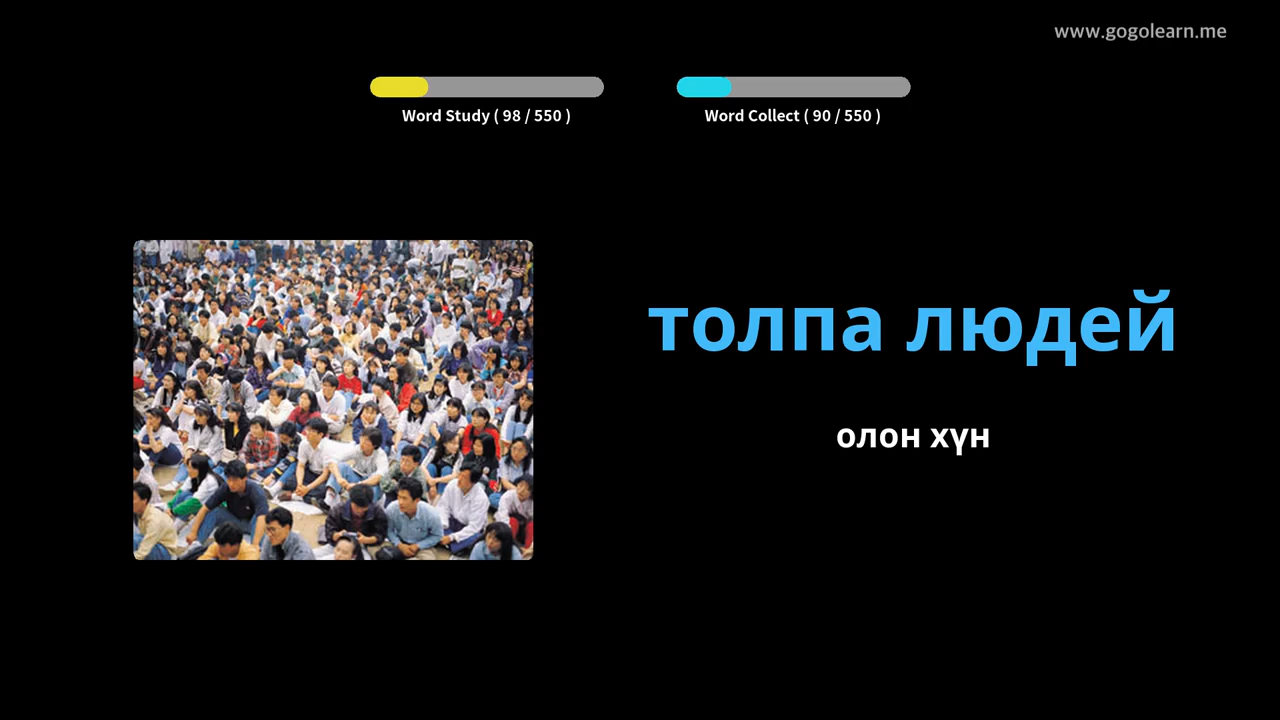 www.gogolearn.me
Word Study ( 98 / 550 )
Word Collect ( 90 / 550 )
толпа людей
олон хүн